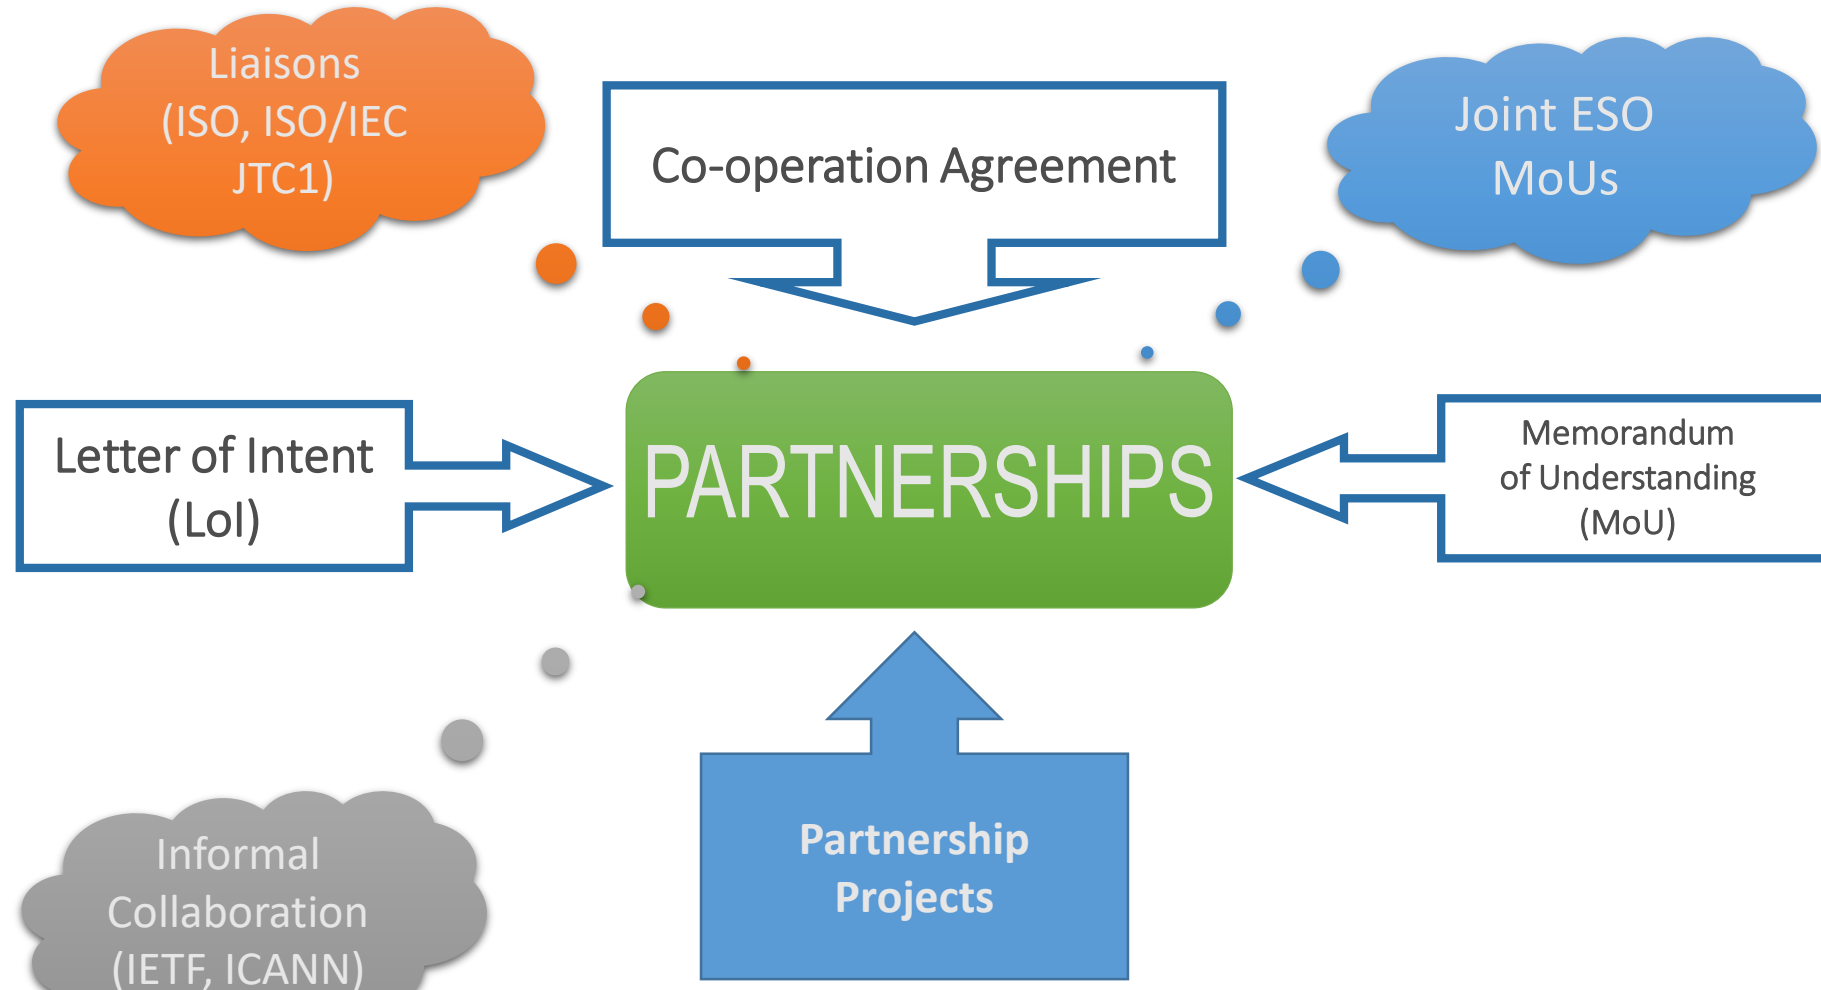 Liaisons
(ISO, ISO/IEC
JTC1)
Co-operation Agreement
Joint ESO
MoUs
Letter of Intent
(LoI)
PARTNERSHIPS
Memorandum
of Understanding
(MoU)
Partnership
Projects
Informal
Collaboration
(IETF, ICANN)